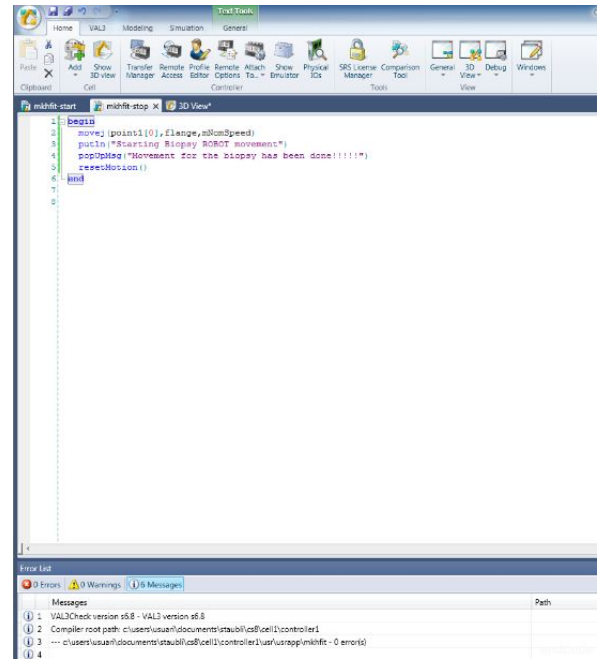 Text Tools
Home VAL3 Modeling Simulation General
Paste
Add
Show 3D view
Transfer Manager
Remote Access
Profile Editor
Remote Options
Attach To...
Show Emulator
Physical IOs
SRS License Manager
Comparison Tool
General
3D View
Debug
Windows
Clipboard Cell Controller Tools View
mkhfit-start mkhfit-stop x 3D View*
1 begin
2 movej(point1[0],flange,mNomSpeed)
3 putln("Starting Biopsy ROBOT movement")
4 popUpMsg("Movement for the biopsy has been done!!!!!")
5 resetMotion()
6 end
7
8
Error List
0 Errors 0 Warnings 6 Messages
Messages Path
1 VAL3Check version s6.8 - VAL3 version s6.8
2 Compiler root path: c:\users\usuari\documents\staubli\cs8\cell1\controller1
3 --- c:\users\usuari\documents\staubli\cs8\cell1\controller1\usr\usrapp\mkhfit - 0 error(s)
4